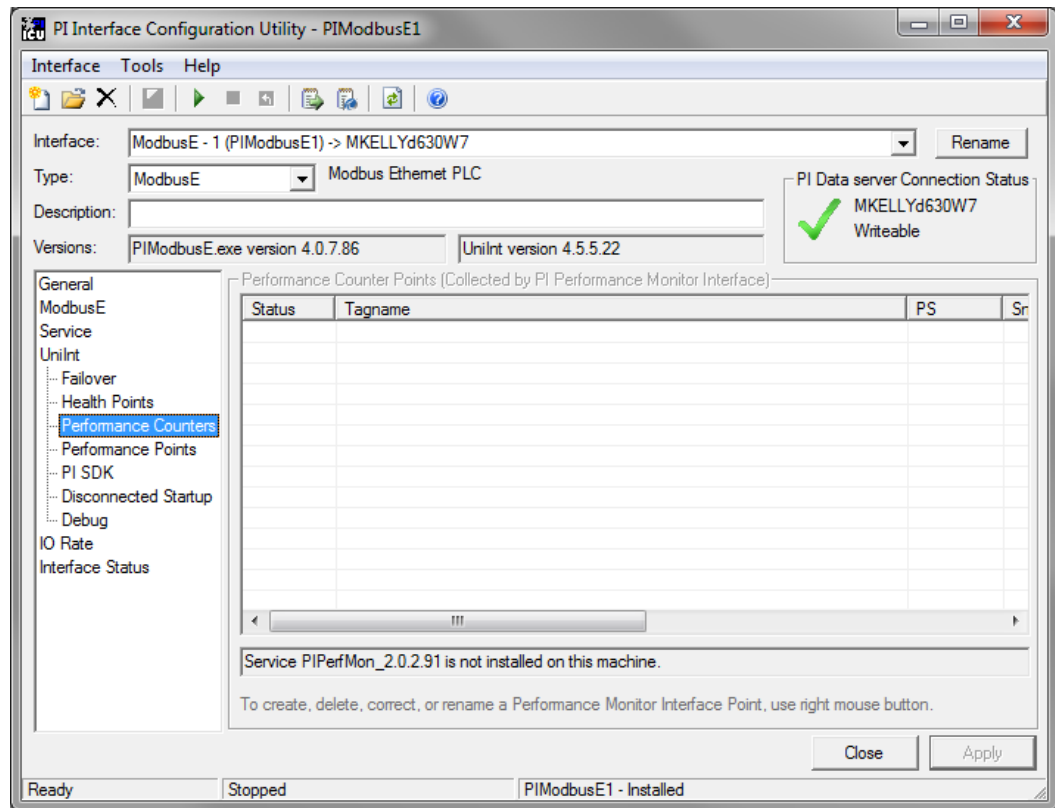 PI Interface Configuration Utility - PIModbusE1
Interface Tools Help
Interface: ModbusE - 1 (PIModbusE1) -> MKELLYd630W7 Rename
Type: ModbusE Modbus Ethernet PLC
PI Data server Connection Status
MKELLYd630W7
Writeable
Description:
Versions: PIModbusE.exe version 4.0.7.86 UniInt version 4.5.5.22
General
ModbusE
Service
UniInt
Failover
Health Points
Performance Counters
Performance Points
PI SDK
Disconnected Startup
Debug
IO Rate
Interface Status
Performance Counter Points (Collected by PI Performance Monitor Interface)
Status Tagname PS Sn
Service PIPerfMon_2.0.2.91 is not installed on this machine.
To create, delete, correct, or rename a Performance Monitor Interface Point, use right mouse button.
Close Apply
Ready Stopped PIModbusE1 - Installed